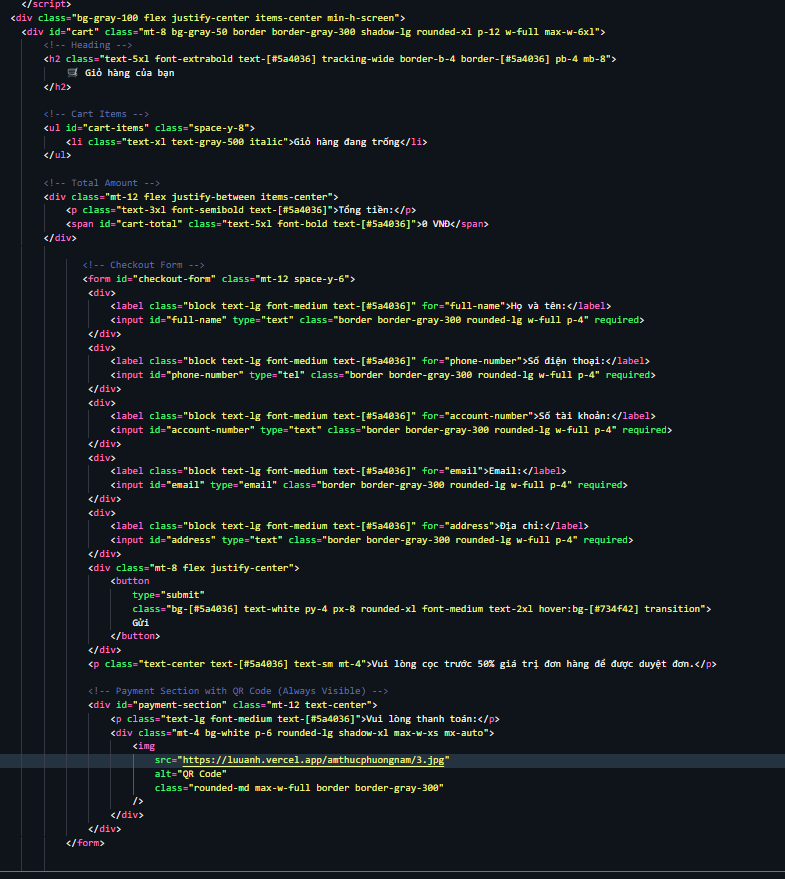 </script>
<div class="bg-gray-100 flex justify-center items-center min-h-screen">
<div id="cart" class="mt-8 bg-gray-50 border border-gray-300 shadow-lg rounded-xl p-12 w-full max-w-6xl">
<!-- Heading -->
<h2 class="text-5xl font-extrabold text-[#5a4036] tracking-wide border-b-4 border-[#5a4036] pb-4 mb-8">
🛒 Giỏ hàng của bạn
</h2>
<!-- Cart Items -->
<ul id="cart-items" class="space-y-8">
<li class="text-xl text-gray-500 italic">Giỏ hàng đang trống</li>
</ul>
<!-- Total Amount -->
<div class="mt-12 flex justify-between items-center">
<p class="text-3xl font-semibold text-[#5a4036]">Tổng tiền:</p>
<span id="cart-total" class="text-5xl font-bold text-[#5a4036]">0 VNĐ</span>
</div>
<!-- Checkout Form -->
<form id="checkout-form" class="mt-12 space-y-6">
<div>
<label class="block text-lg font-medium text-[#5a4036]" for="full-name">Họ và tên:</label>
<input id="full-name" type="text" class="border border-gray-300 rounded-lg w-full p-4" required>
</div>
<div>
<label class="block text-lg font-medium text-[#5a4036]" for="phone-number">Số điện thoại:</label>
<input id="phone-number" type="tel" class="border border-gray-300 rounded-lg w-full p-4" required>
</div>
<div>
<label class="block text-lg font-medium text-[#5a4036]" for="account-number">Số tài khoản:</label>
<input id="account-number" type="text" class="border border-gray-300 rounded-lg w-full p-4" required>
</div>
<div>
<label class="block text-lg font-medium text-[#5a4036]" for="email">Email:</label>
<input id="email" type="email" class="border border-gray-300 rounded-lg w-full p-4" required>
</div>
<div>
<label class="block text-lg font-medium text-[#5a4036]" for="address">Địa chỉ:</label>
<input id="address" type="text" class="border border-gray-300 rounded-lg w-full p-4" required>
</div>
<div class="mt-8 flex justify-center">
<button
type="submit"
class="bg-[#5a4036] text-white py-4 px-8 rounded-xl font-medium text-2xl hover:bg-[#734f42] transition">
Gửi
</button>
</div>
<p class="text-center text-[#5a4036] text-sm mt-4">Vui lòng cọc trước 50% giá trị đơn hàng để được duyệt đơn.</p>
<!-- Payment Section with QR Code (Always Visible) -->
<div id="payment-section" class="mt-12 text-center">
<p class="text-lg font-medium text-[#5a4036]">Vui lòng thanh toán:</p>
<div class="mt-4 bg-white p-6 rounded-lg shadow-xl max-w-xs mx-auto">
<img
src="https://luuanh.vercel.app/amthucphuongnam/3.jpg"
alt="QR Code"
class="rounded-md max-w-full border border-gray-300"
/>
</div>
</div>
</form>